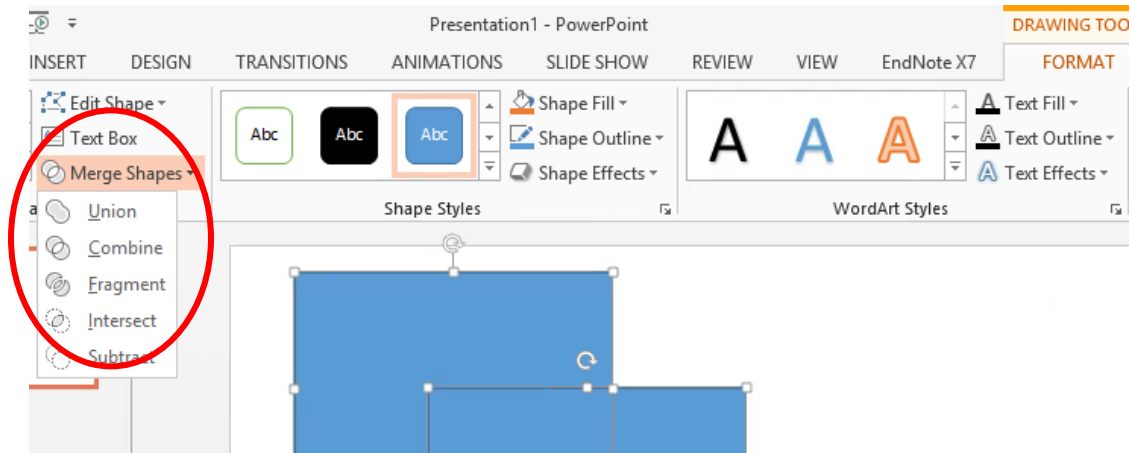 Presentation1 - PowerPoint
DRAWING TOO
INSERT DESIGN TRANSITIONS ANIMATIONS SLIDE SHOW REVIEW VIEW EndNote X7 FORMAT
Edit Shape
Text Box
Merge Shapes
Abc Abc Abc
Shape Fill
Shape Outline
Shape Effects
A A A
Text Fill
Text Outline
Text Effects
Shape Styles
WordArt Styles
Union
Combine
Fragment
Intersect
Subtract